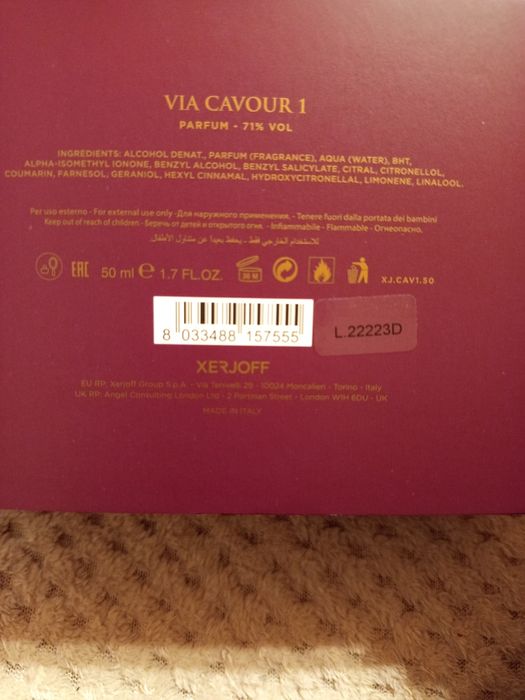 VIA CAVOUR 1
PARFUM - 71% VOL
INGREDIENTS: ALCOHOL DENAT., PARFUM (FRAGRANCE), AQUA (WATER), BHT,
ALPHA-ISOMETHYL IONONE, BENZYL ALCOHOL, BENZYL SALICYLATE, CITRAL, CITRONELLOL,
COUMARIN, FARNESOL, GERANIOL, HEXYL CINNAMAL, HYDROXYCITRONELLAL, LIMONENE, LINALOOL.
Per uso esterno - For external use only -Для наружного применения. - Tenere fuori dalla portata dei bambini
Keep out of reach of children. - Беречь от детей и открытого огня. - Infiammabile - Flammable - Огнеопасно.
للاستخدام الخارجي فقط - يحفظ بعيداً عن متناول الأطفال.
EAC 50 ml e 1.7 FL.OZ. 36 M XJ.CAV1.50
8 033488 157555 L.22223D
XERJOFF
EU RP: Xerjoff Group S.p.A. - Via Tenivelli 29 - 10024 Moncalieri - Torino - Italy
UK RP: Angel Consulting London Ltd - 2 Portman Street - London W1H 6DU - UK
MADE IN ITALY